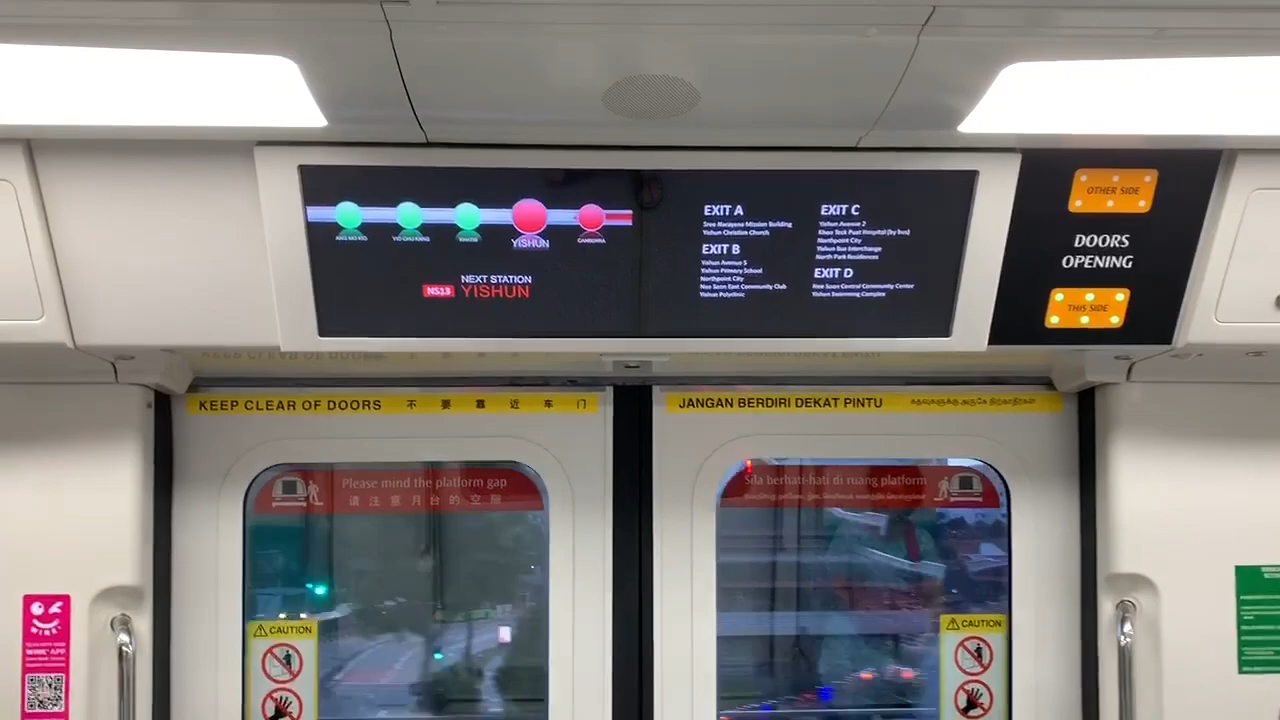 ANG MO KIO
YIO CHU KANG
KHATIB
YISHUN
CANBERRA
NEXT STATION
NS13 YISHUN
EXIT A
Sree Narayana Mission Building
Yishun Christian Church
EXIT B
Yishun Avenue 5
Yishun Primary School
Northpoint City
Nee Soon East Community Club
Yishun Polyclinic
EXIT C
Yishun Avenue 2
Khoo Teck Puat Hospital (by bus)
Northpoint City
Yishun Bus Interchange
North Park Residences
EXIT D
Nee Soon Central Community Center
Yishun Swimming Complex
OTHER SIDE
DOORS
OPENING
THIS SIDE
KEEP CLEAR OF DOORS 不要靠近车门
JANGAN BERDIRI DEKAT PINTU கதவுகளுக்கு அருகே நிற்காதீர்கள்
Please mind the platform gap
请注意月台的空隙
Sila berhati-hati di ruang platform
CAUTION
CAUTION
WINK+